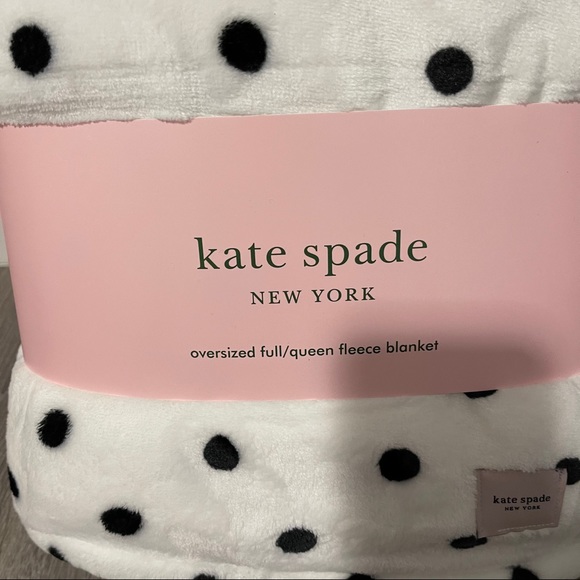 kate spade
NEW YORK
oversized full/queen fleece blanket
kate spade
NEW YORK